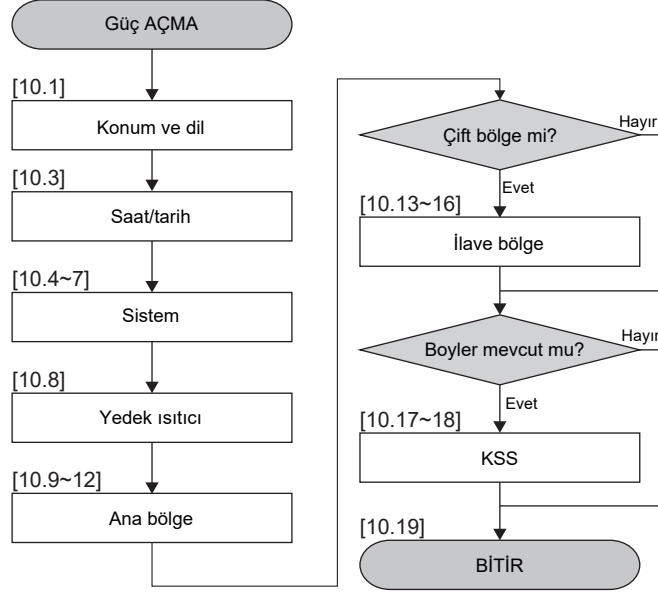 Güç AÇMA
[10.1]
Konum ve dil
[10.3]
Saat/tarih
[10.4~7]
Sistem
[10.8]
Yedek ısıtıcı
[10.9~12]
Ana bölge
Çift bölge mi?
Hayır
Evet
[10.13~16]
İlave bölge
Boyler mevcut mu?
Hayır
Evet
[10.17~18]
KSS
[10.19]
BİTİR